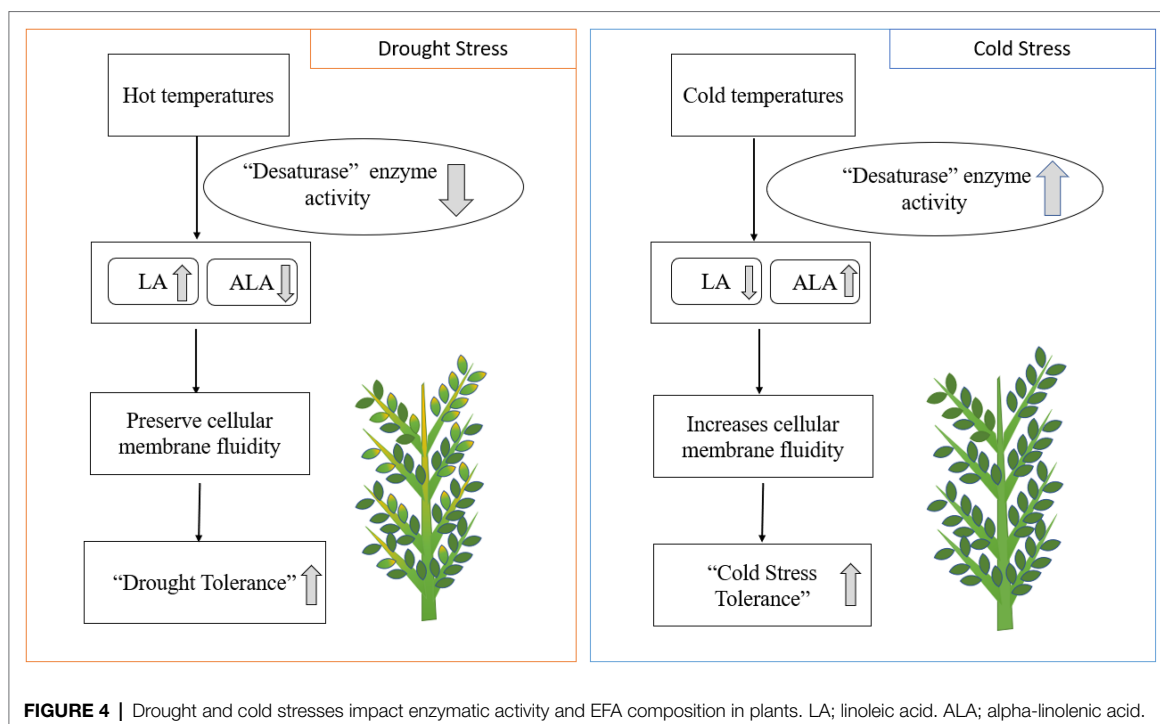 Drought Stress
Hot temperatures
“Desaturase” enzyme
activity
LA
ALA
Preserve cellular
membrane fluidity
“Drought Tolerance”
Cold Stress
Cold temperatures
“Desaturase” enzyme
activity
LA
ALA
Increases cellular
membrane fluidity
“Cold Stress
Tolerance”
FIGURE 4 | Drought and cold stresses impact enzymatic activity and EFA composition in plants. LA; linoleic acid. ALA; alpha-linolenic acid.